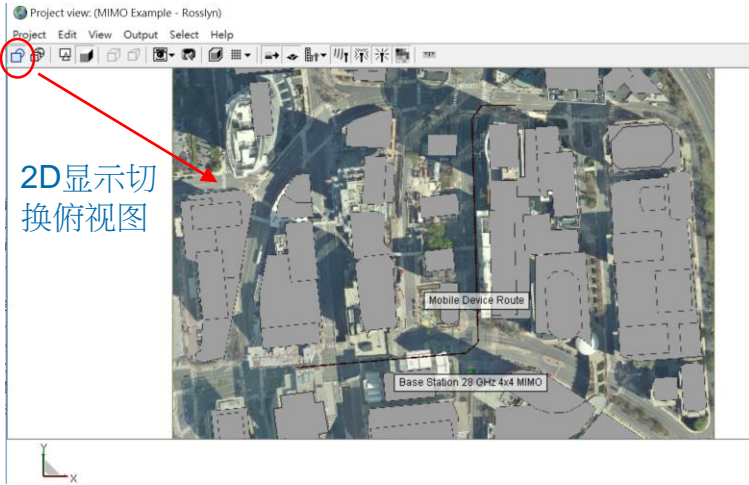 Project view: (MIMO Example - Rosslyn)
Project Edit View Output Select Help
2D显示切
换俯视图
Mobile Device Route
Base Station 28 GHz 4x4 MIMO
Y
X